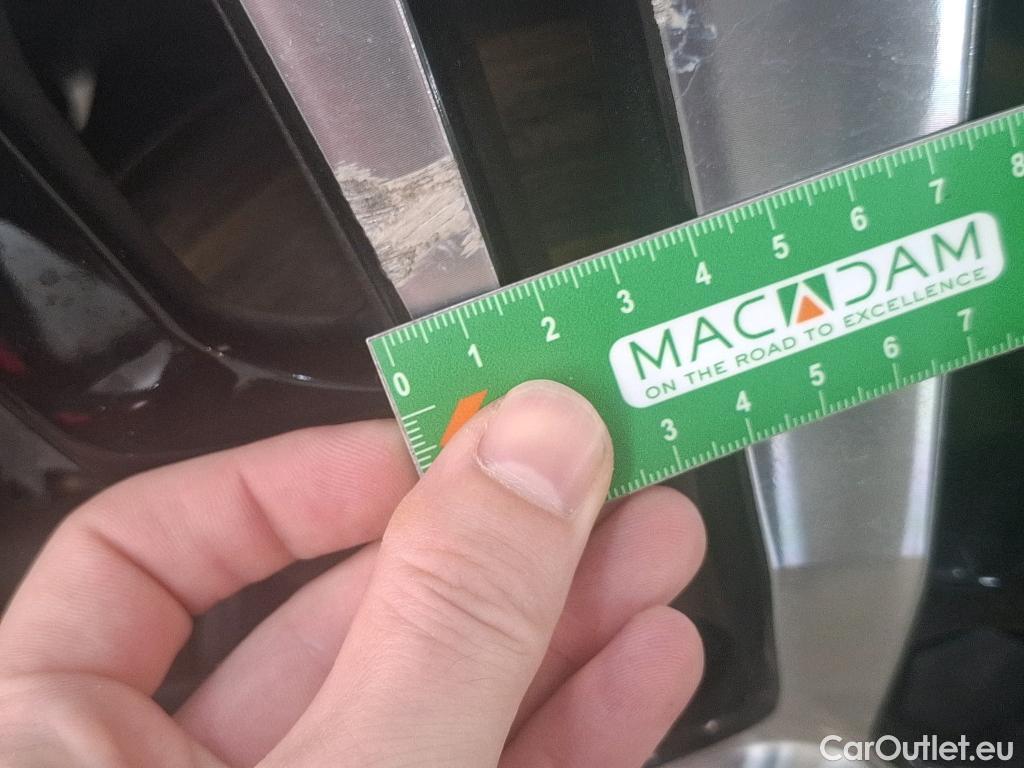 0 1 2 3 4 5 6 7 8
MACADAM
ON THE ROAD TO EXCELLENCE
3 4 5 6 7
CarOutlet.eu